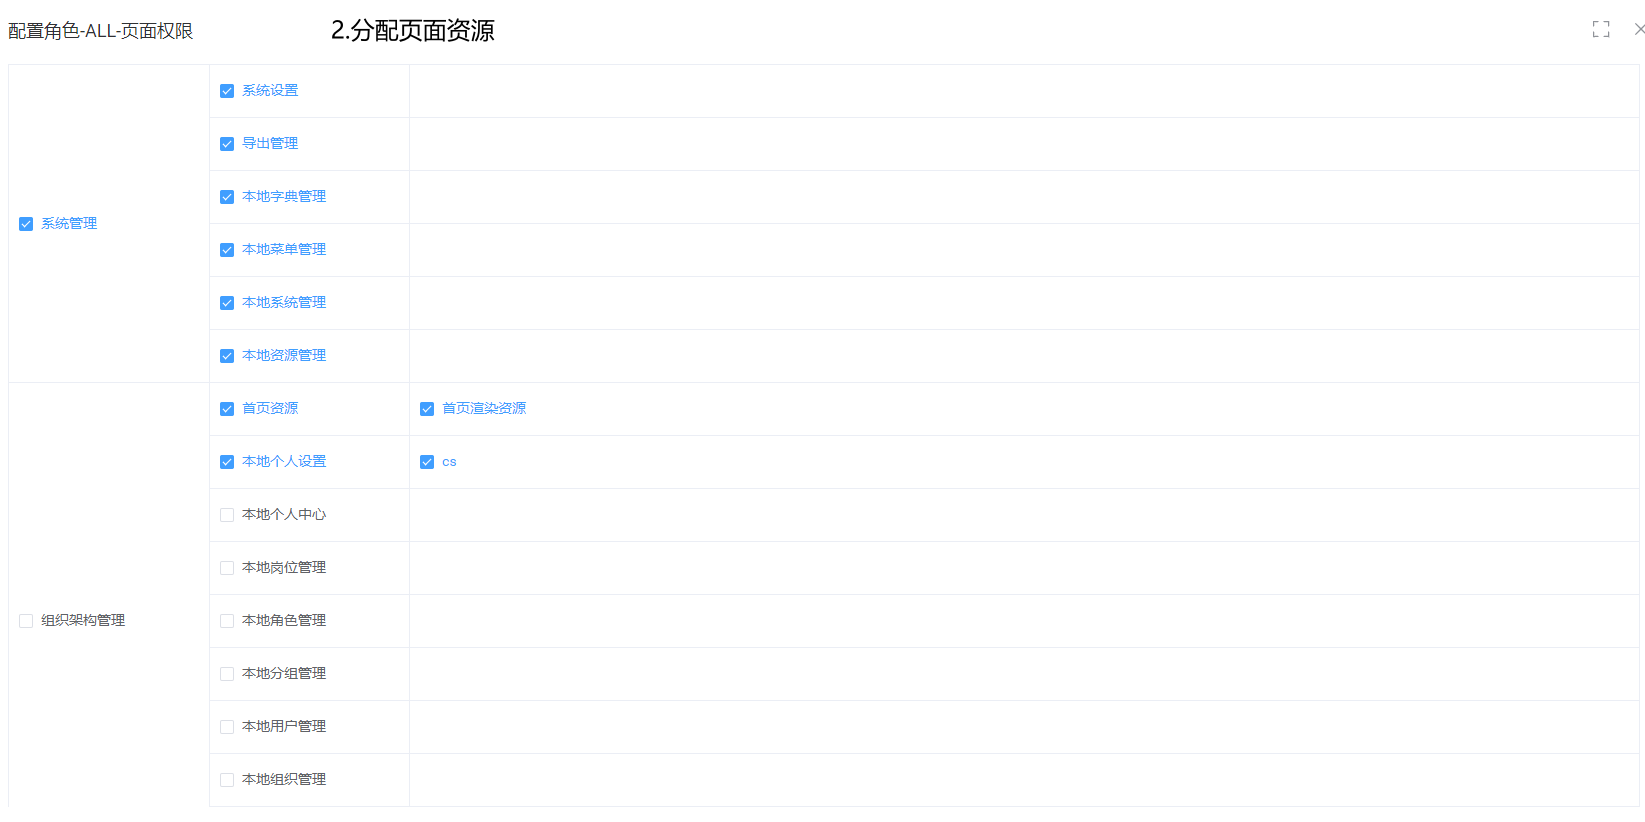 配置角色-ALL-页面权限
2.分配页面资源
系统管理
系统设置
导出管理
本地字典管理
本地菜单管理
本地系统管理
本地资源管理
组织架构管理
首页资源 首页渲染资源
本地个人设置 cs
本地个人中心
本地岗位管理
本地角色管理
本地分组管理
本地用户管理
本地组织管理